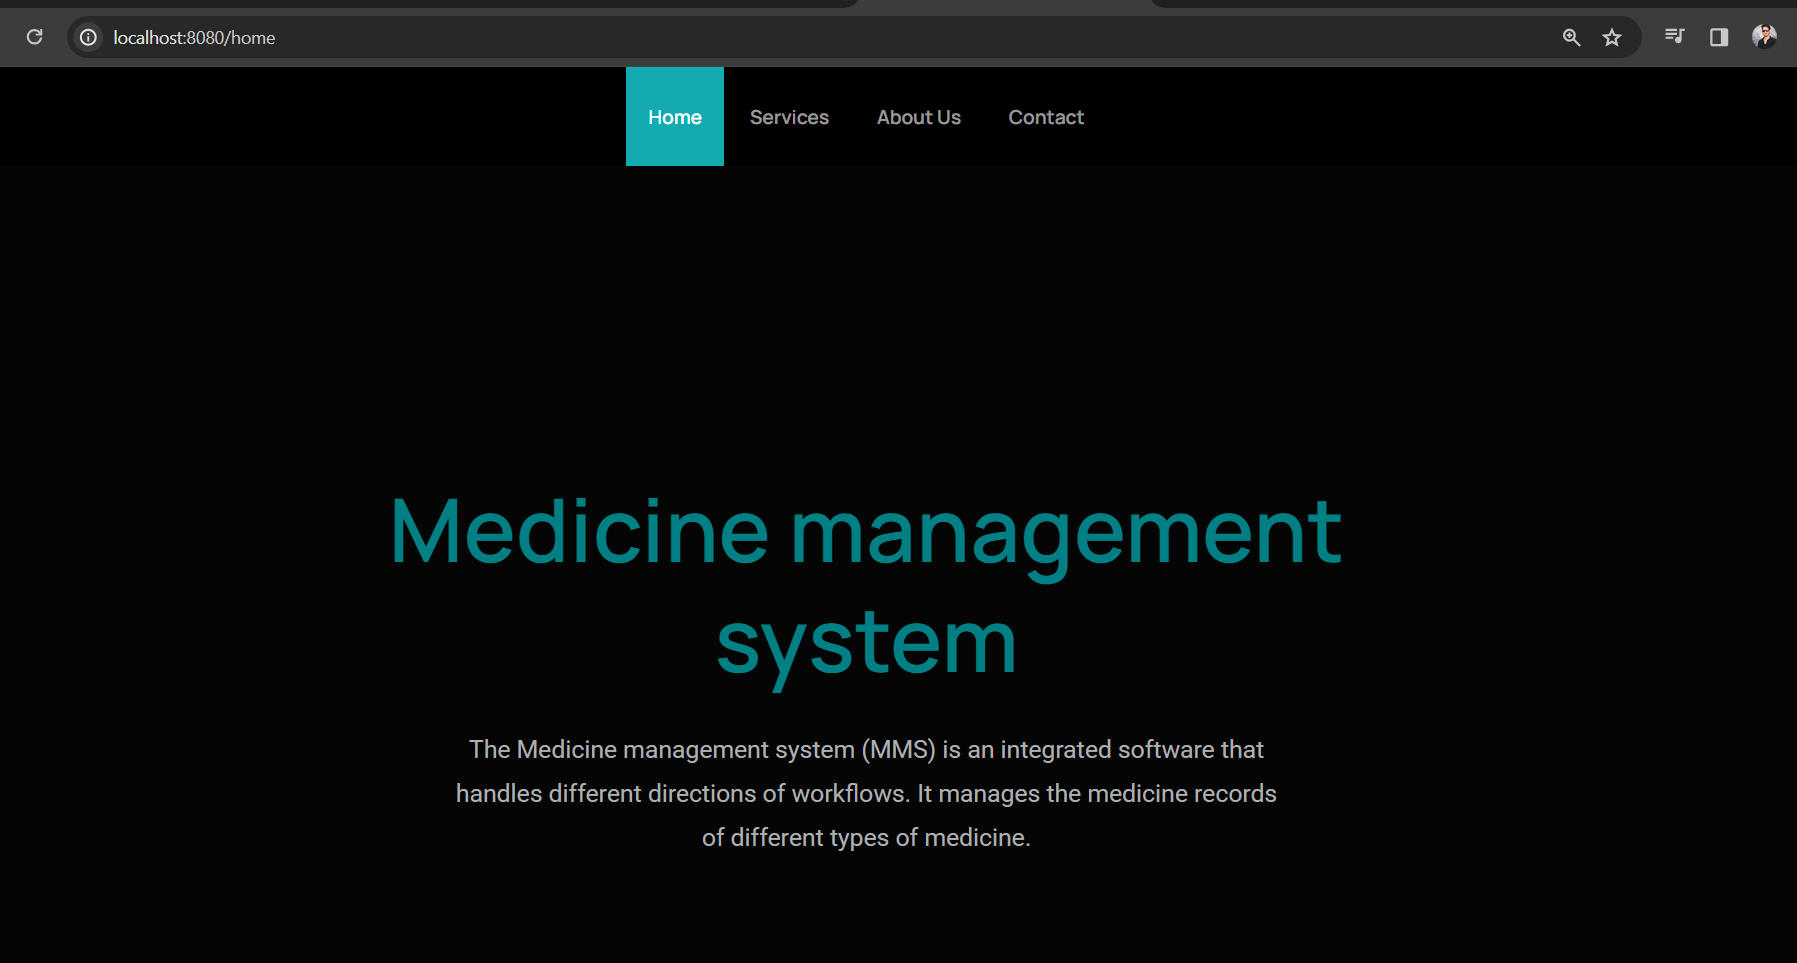 localhost:8080/home
Home Services About Us Contact
Medicine management
system
The Medicine management system (MMS) is an integrated software that
handles different directions of workflows. It manages the medicine records
of different types of medicine.